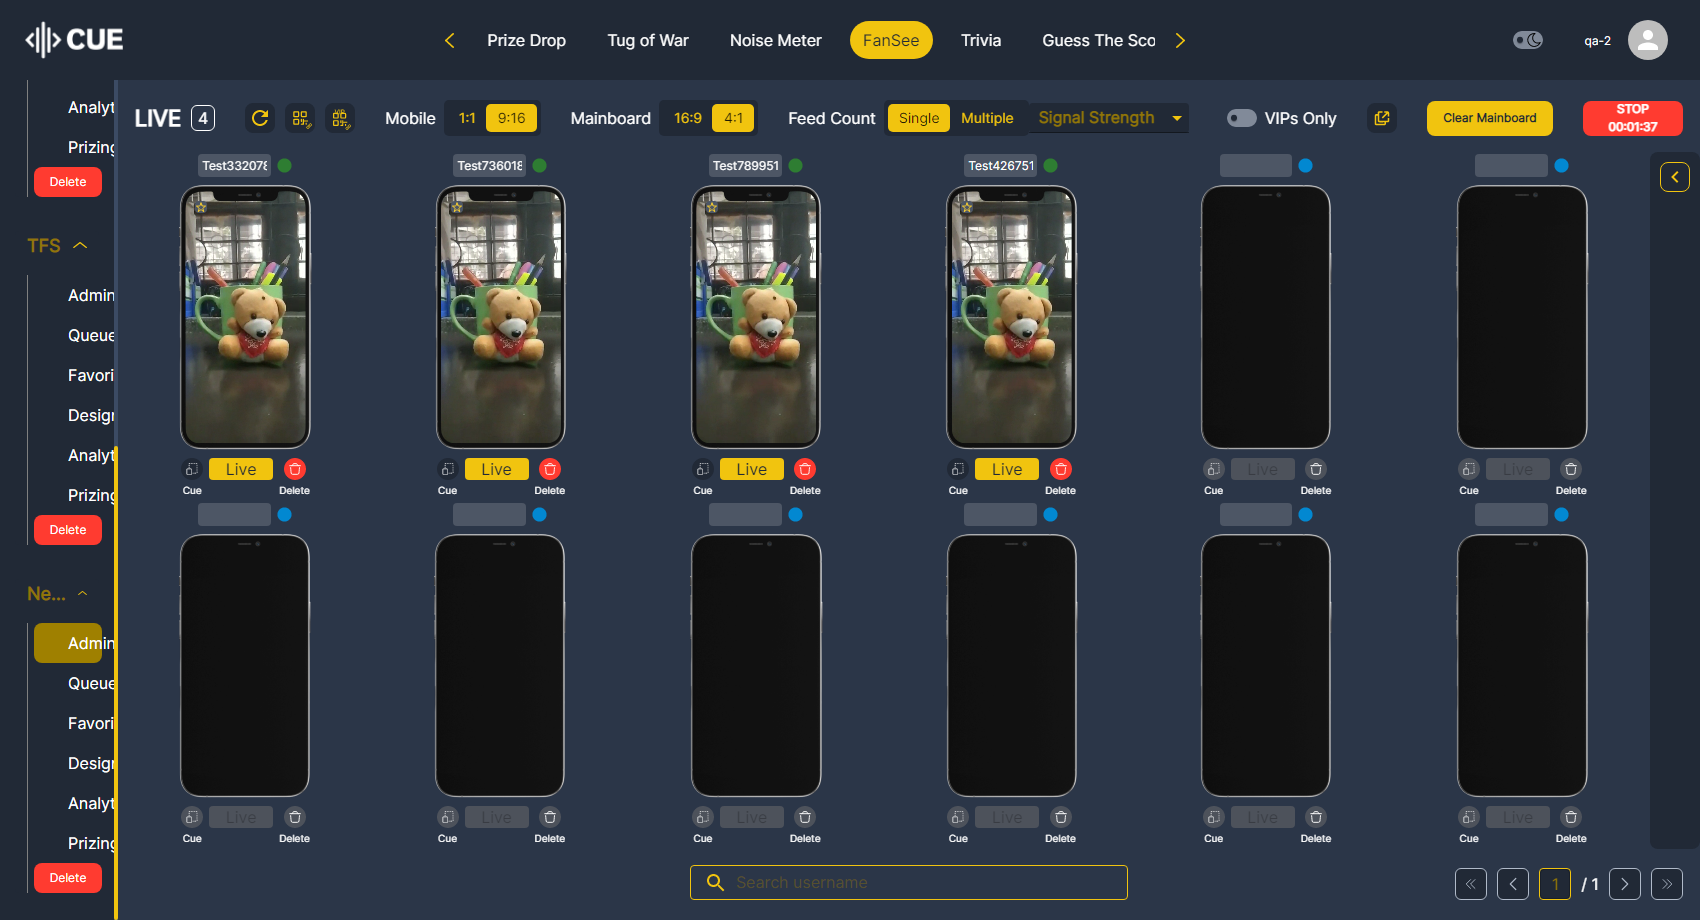 CUE
Prize Drop
Tug of War
Noise Meter
FanSee
Trivia
Guess The Sco
qa-2
Analyt
Prizing
Delete
TFS
Admin
Queue
Favori
Design
Analyt
Prizing
Delete
Ne...
Admin
Queue
Favori
Design
Analyt
Prizing
Delete
LIVE 4
Mobile 1:1 9:16
Mainboard 16:9 4:1
Feed Count Single Multiple
Signal Strength
VIPs Only
Clear Mainboard
STOP
00:01:37
Test332078 Test736018 Test789951 Test426751
Live Live Live Live Live Live
Cue Delete Cue Delete Cue Delete Cue Delete Cue Delete Cue Delete
Live Live Live Live Live Live
Cue Delete Cue Delete Cue Delete Cue Delete Cue Delete Cue Delete
Search username
1 / 1